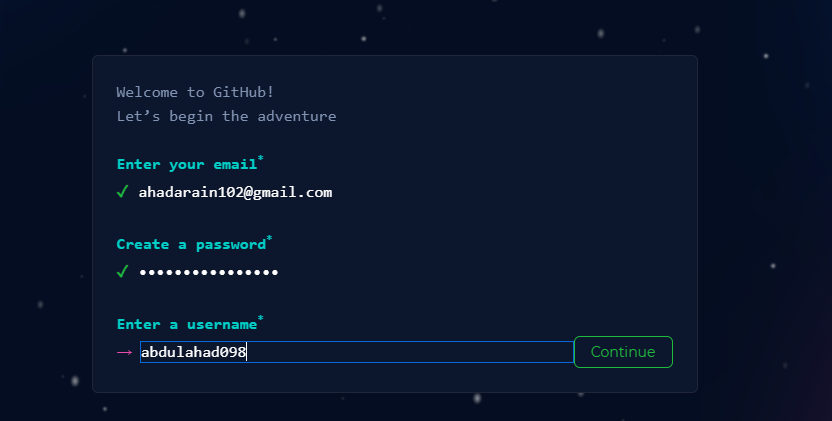 Welcome to GitHub!
Let’s begin the adventure
Enter your email*
✓ ahadarain102@gmail.com
Create a password*
✓ ••••••••••••••••
Enter a username*
→ abdulahad098 Continue